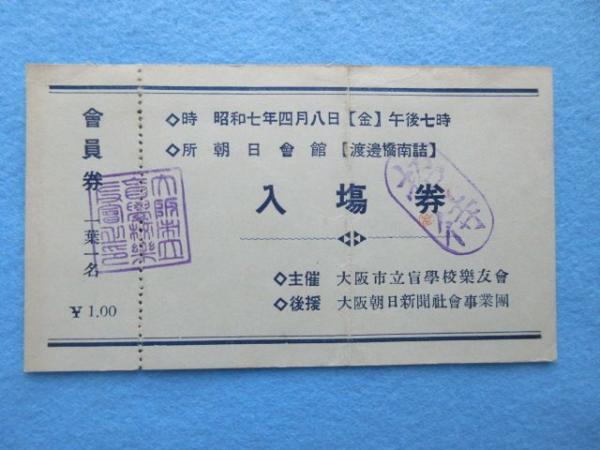 會員券
一葉一名
¥1.00
◇時 昭和七年四月八日【金】午後七時
◇所 朝日會館【渡邊橋南詰】
入場券
◇主催 大阪市立盲學校樂友會
◇後援 大阪朝日新聞社會事業團